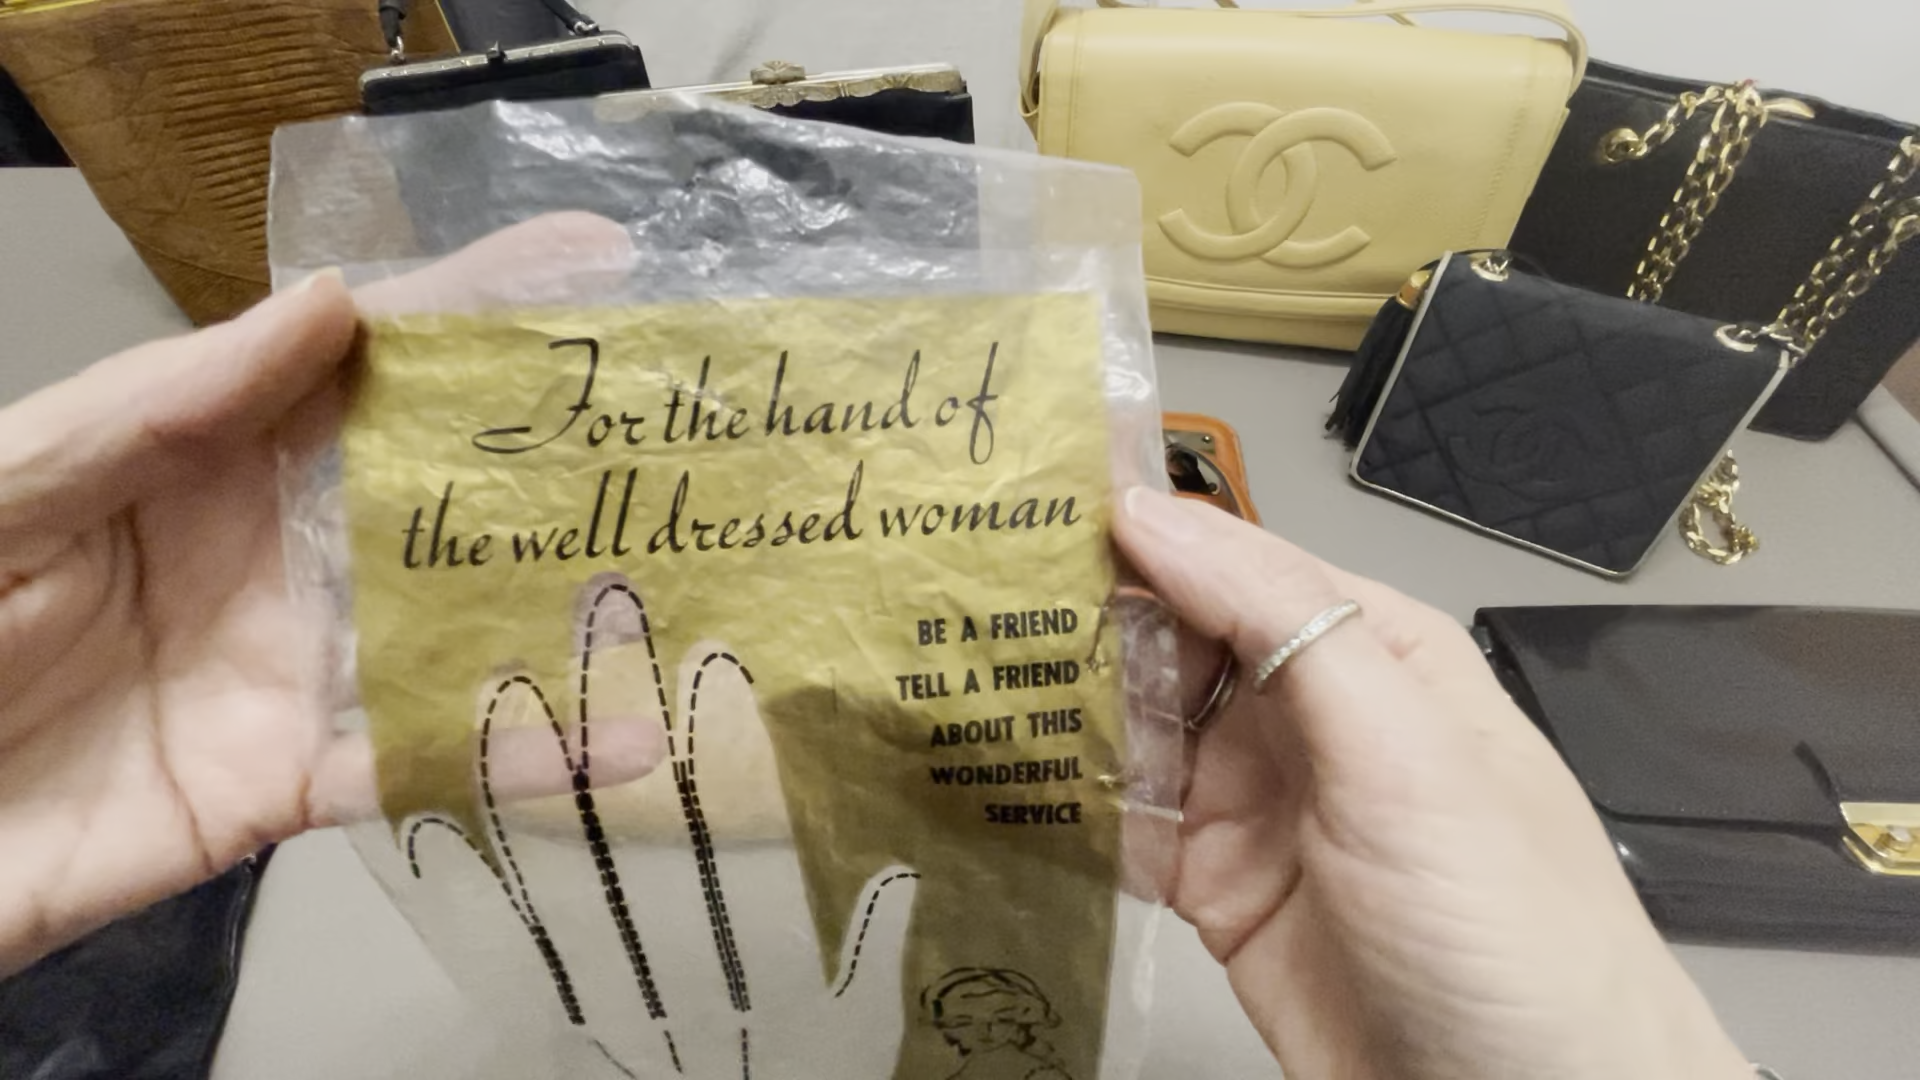 For the hand of
the well dressed woman
BE A FRIEND
TELL A FRIEND
ABOUT THIS
WONDERFUL
SERVICE